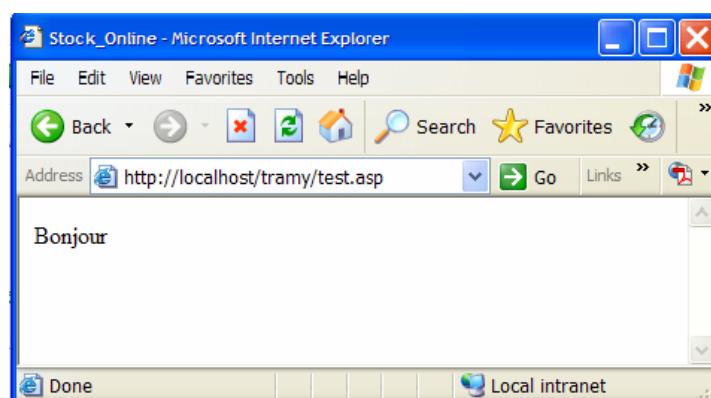 Stock_Online - Microsoft Internet Explorer
File Edit View Favorites Tools Help
Back Search Favorites »
Address http://localhost/tramy/test.asp Go Links »
Bonjour
Done Local intranet